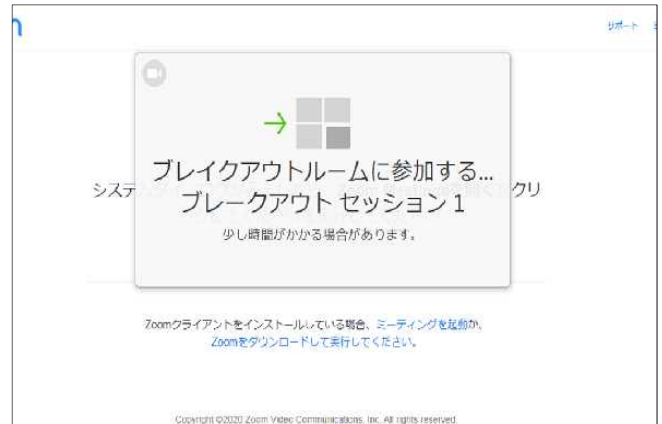 サポート
ブレイクアウトルームに参加する...
システ
クリ
ブレークアウト セッション 1
少し時間がかかる場合があります。
Zoomクライアントをインストールしている場合、ミーティングを起動か、
Zoomをダウンロードして実行してください。
Copyright ©2020 Zoom Video Communications, Inc. All rights reserved.